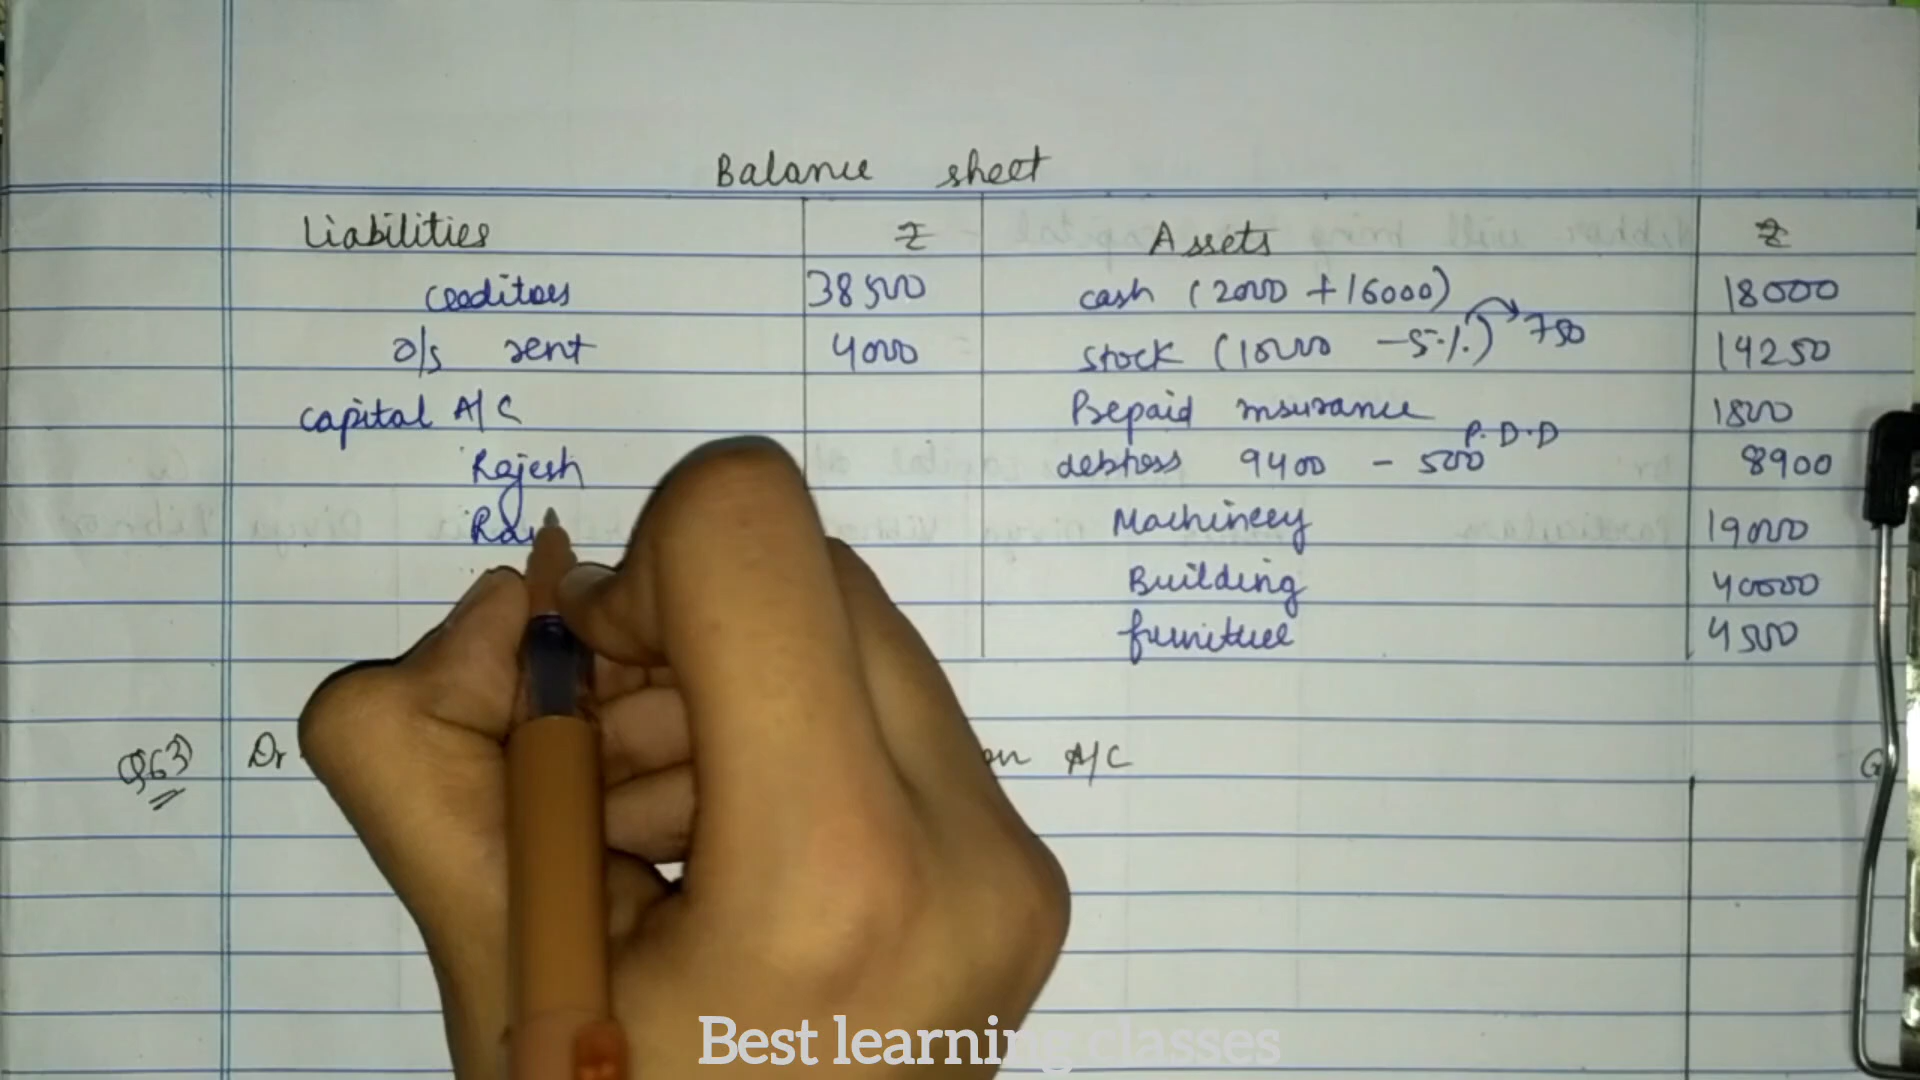 Balance sheet
Liabilities ₹ Assets ₹
Creditors 38500 cash (2000 + 16000) 18000
o/s rent 4000 stock (15000 - 5%.) → 750 14250
Capital A/C Prepaid insurance 1800
Rajesh debtors 9400 - 500 P.D.D 8900
Machinery 19000
Building 40000
furniture 4500
Q63) Dr A/C
Best learning classes